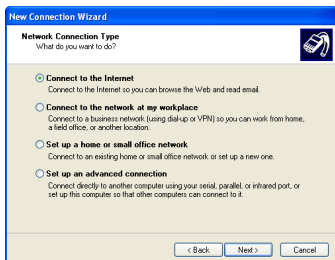 New Connection Wizard
Network Connection Type
What do you want to do?
Connect to the Internet
Connect to the Internet so you can browse the Web and read email.
Connect to the network at my workplace
Connect to a business network (using dial-up or VPN) so you can work from home,
a field office, or another location.
Set up a home or small office network
Connect to an existing home or small office network or set up a new one.
Set up an advanced connection
Connect directly to another computer using your serial, parallel, or infrared port, or
set up this computer so that other computers can connect to it.
< Back
Next >
Cancel